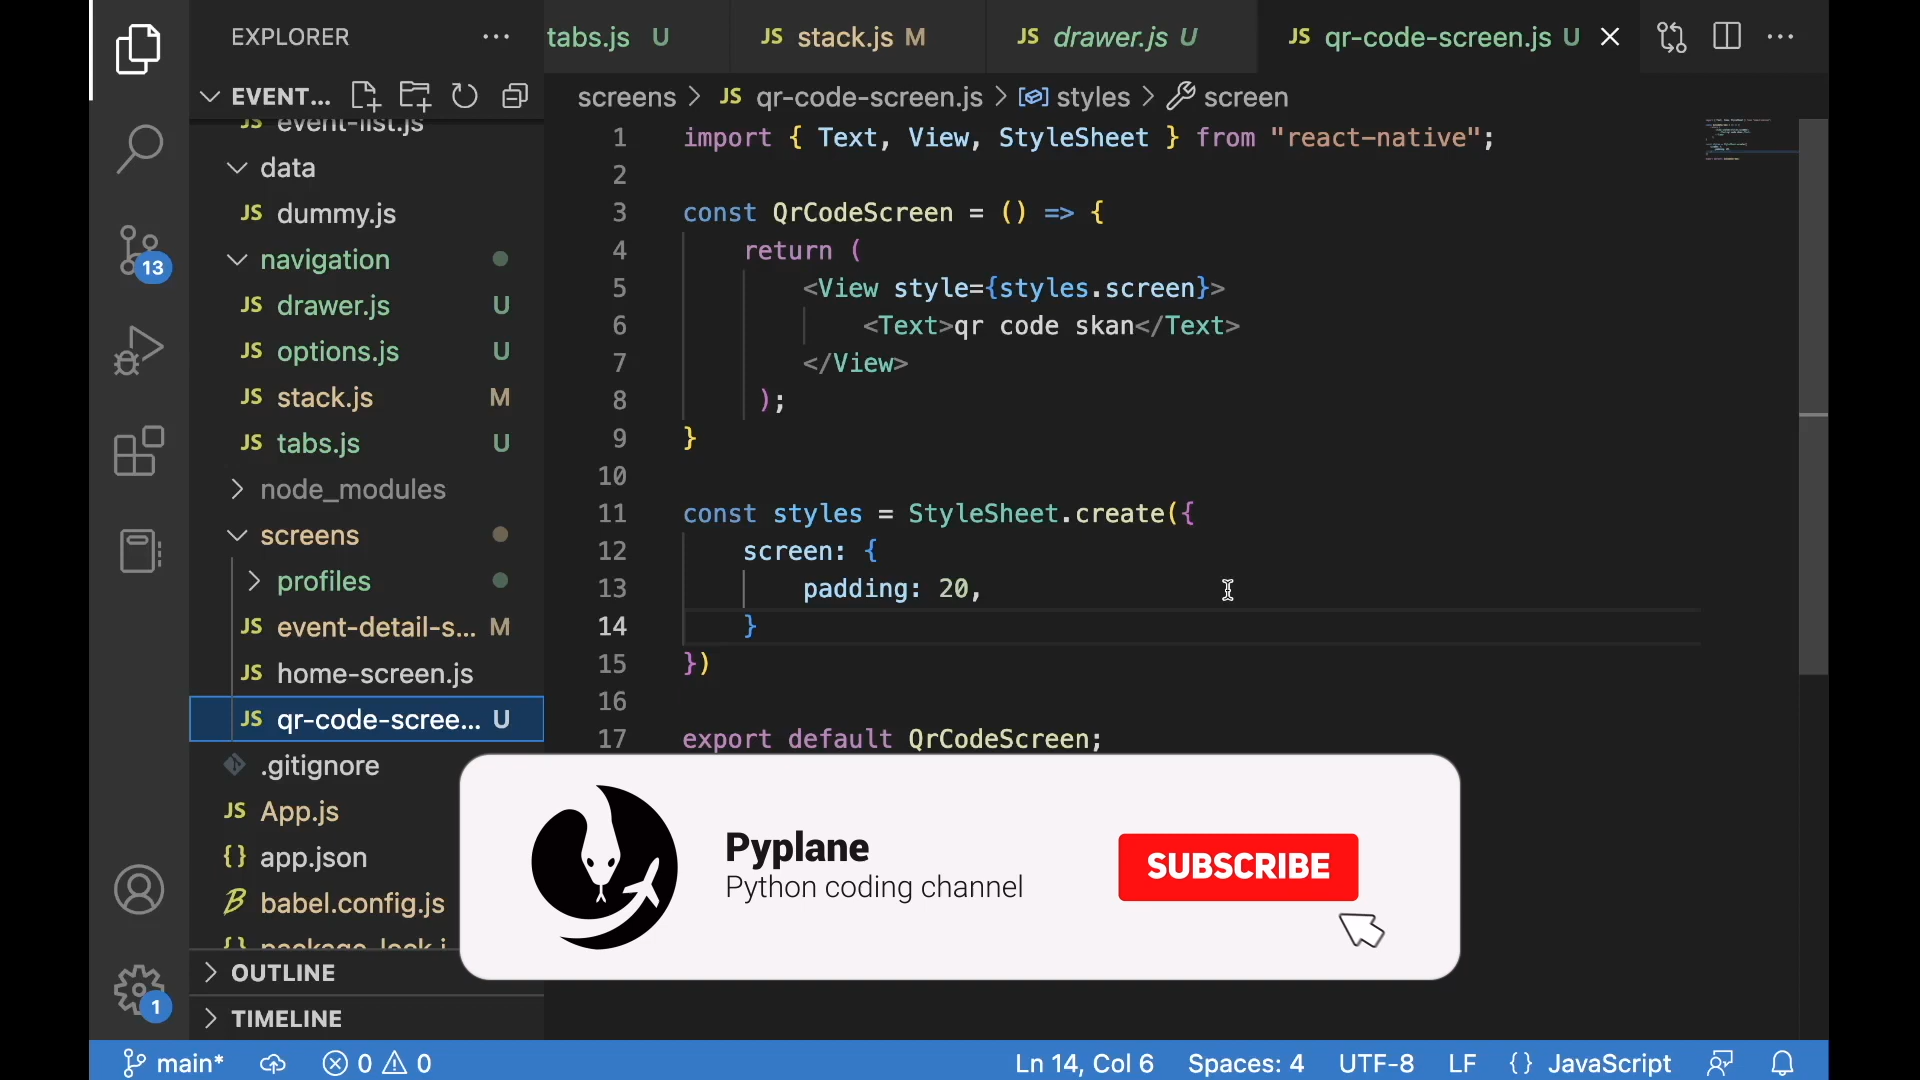 EXPLORER
tabs.js U
JS stack.js M
JS drawer.js U
JS qr-code-screen.js U
EVENT...
screens > JS qr-code-screen.js > styles > screen
JS event-list.js
data
JS dummy.js
navigation
JS drawer.js U
JS options.js U
JS stack.js M
JS tabs.js U
node_modules
screens
profiles
JS event-detail-s... M
JS home-screen.js
JS qr-code-scree... U
.gitignore
JS App.js
{} app.json
babel.config.js
OUTLINE
TIMELINE
13
1
1 import { Text, View, StyleSheet } from "react-native";
2
3 const QrCodeScreen = () => {
4 return (
5 <View style={styles.screen}>
6 <Text>qr code skan</Text>
7 </View>
8 );
9 }
10
11 const styles = StyleSheet.create({
12 screen: {
13 padding: 20,
14 }
15 })
16
17 export default QrCodeScreen;
Pyplane
Python coding channel
SUBSCRIBE
main* 0 0 Ln 14, Col 6 Spaces: 4 UTF-8 LF {} JavaScript